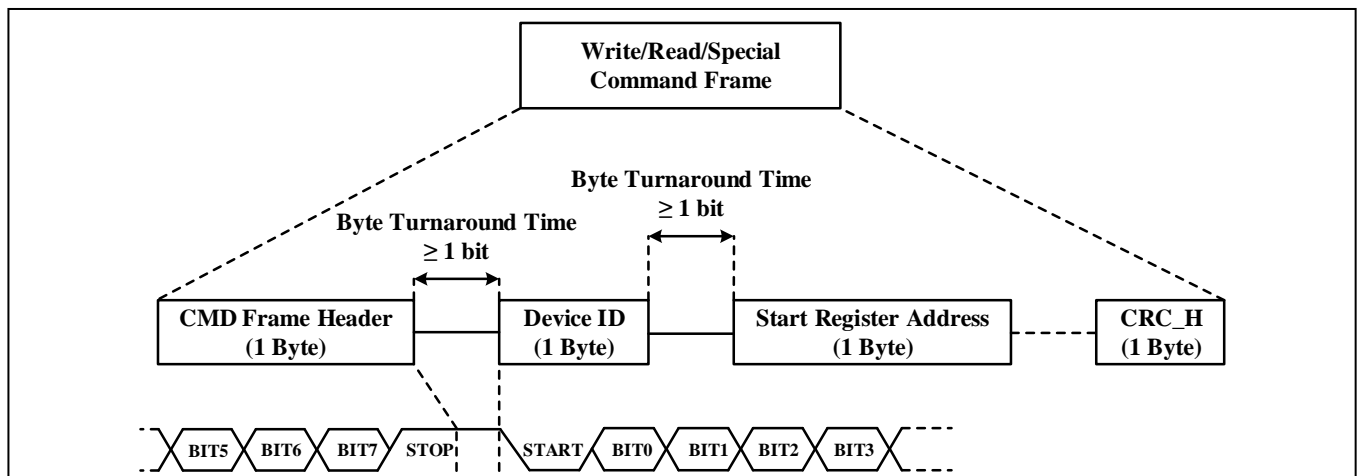 Write/Read/Special
Command Frame
Byte Turnaround Time
≥ 1 bit
Byte Turnaround Time
≥ 1 bit
CMD Frame Header
(1 Byte)
Device ID
(1 Byte)
Start Register Address
(1 Byte)
CRC_H
(1 Byte)
BIT5 BIT6 BIT7 STOP START BIT0 BIT1 BIT2 BIT3